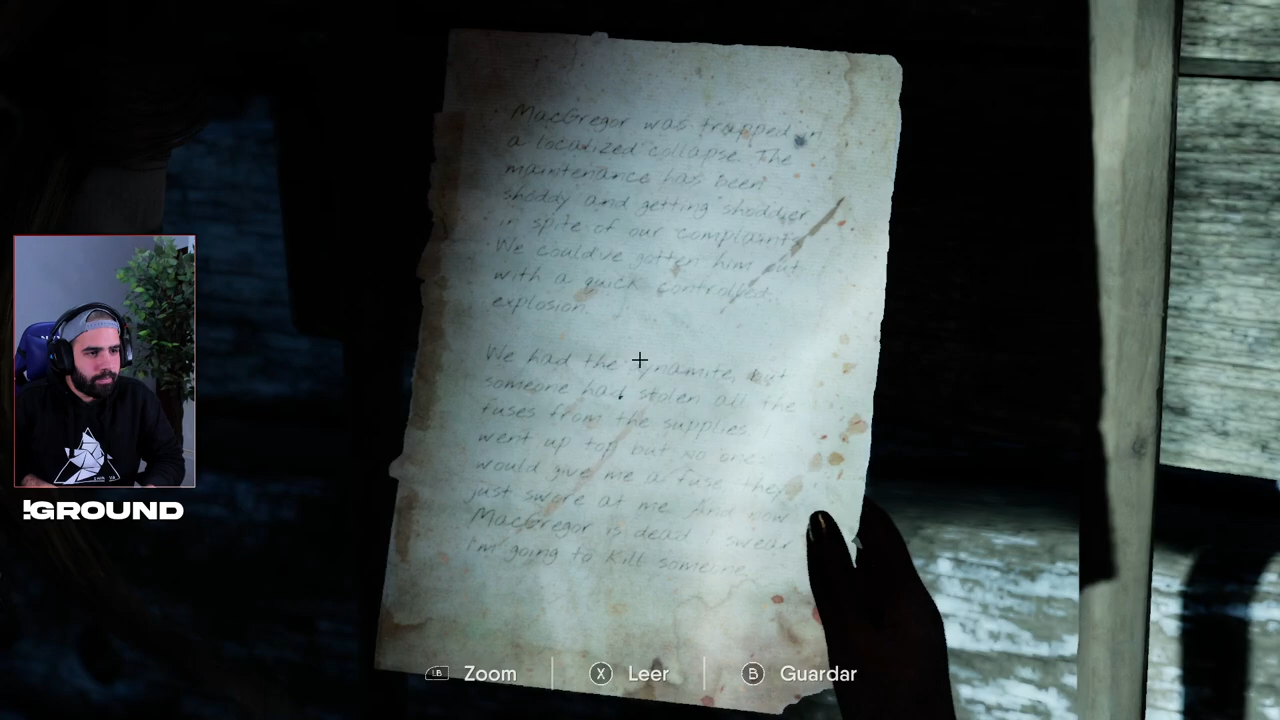 MacGregor was trapped in
a localized collapse. The
maintenance has been
shoddy and getting shoddier
in spite of our complaints.
We could've gotten him out
with a quick controlled
explosion.
We had the dynamite, but
someone had stolen all the
fuses from the supplies. I
went up top but no one
would give me a fuse they
just swore at me. And now
MacGregor is dead I swear
I'm going to kill someone.
!GROUND
LB Zoom
X Leer
B Guardar